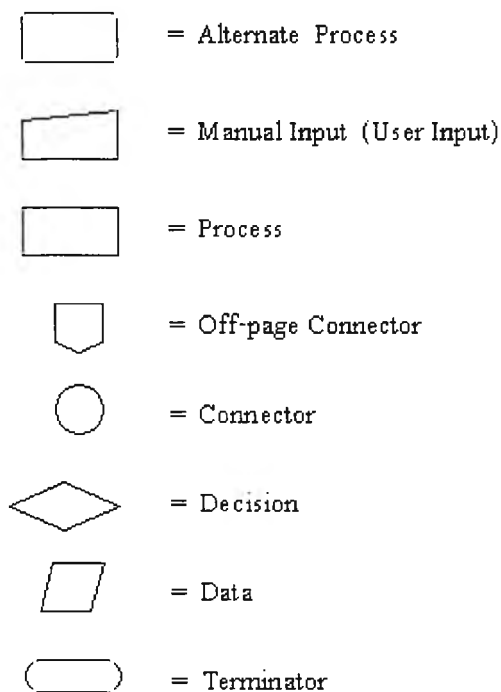 = Alternate Process
= Manual Input (User Input)
= Process
= Off-page Connector
= Connector
= Decision
= Data
= Terminator